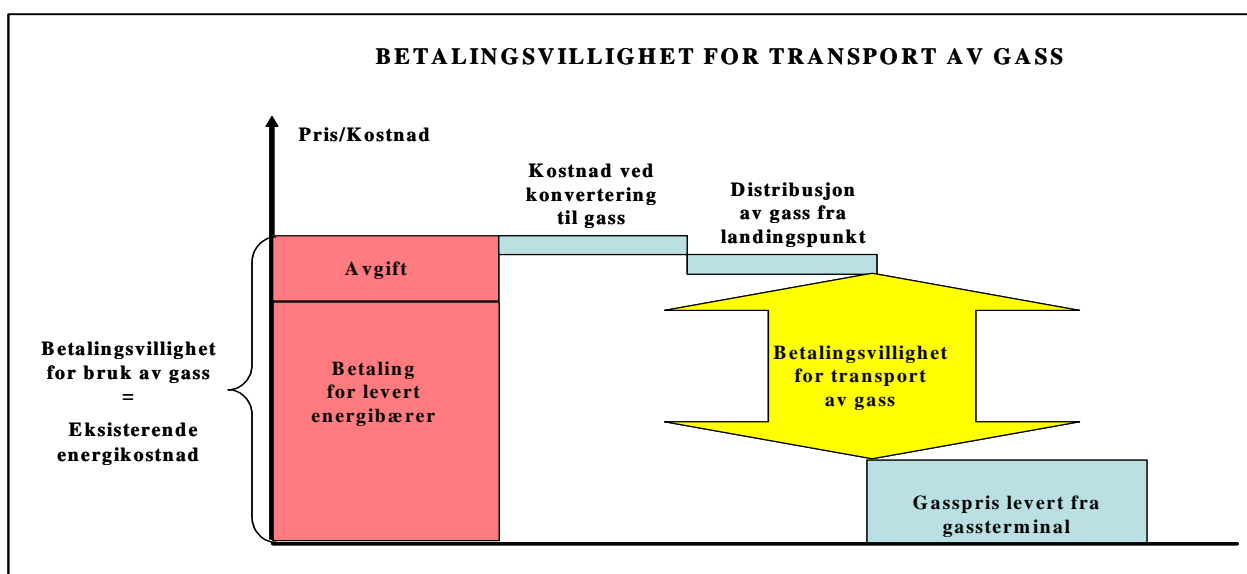 BETALINGSVILLIGHET FOR TRANSPORT AV GASS
Pris/Kostnad
Kostnad ved
konvertering
til gass
Distribusjon
av gass fra
landingspunkt
Avgift
Betalingsvillighet
for bruk av gass
=
Eksisterende
energikostnad
Betaling
for levert
energibærer
Betalingsvillighet
for transport
av gass
Gasspris levert fra
gassterminal